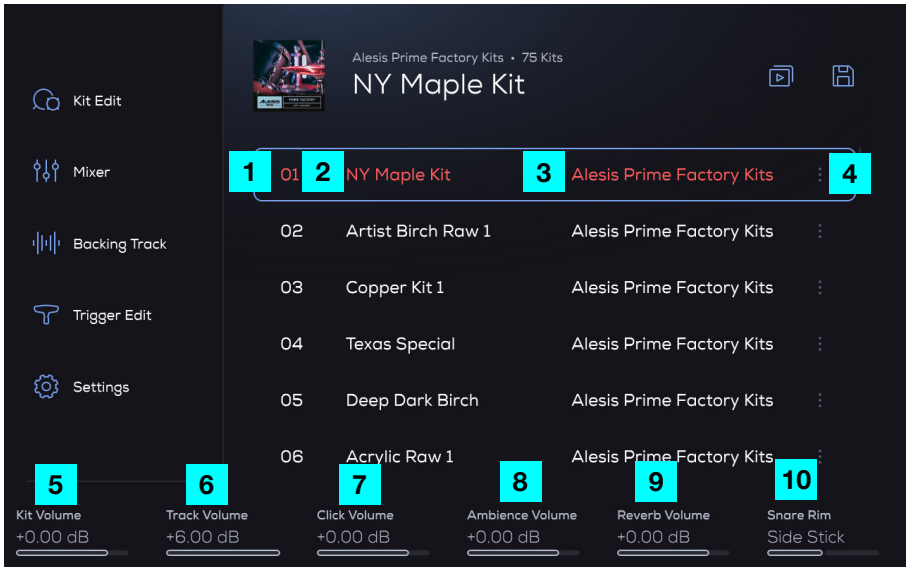 Alesis Prime Factory Kits • 75 Kits
NY Maple Kit
ALESIS
PRIME FACTORY
Kit Edit
Mixer
Backing Track
Trigger Edit
Settings
1 01 2 NY Maple Kit 3 Alesis Prime Factory Kits 4
02 Artist Birch Raw 1 Alesis Prime Factory Kits
03 Copper Kit 1 Alesis Prime Factory Kits
04 Texas Special Alesis Prime Factory Kits
05 Deep Dark Birch Alesis Prime Factory Kits
06 Acrylic Raw 1 Alesis Prime Factory Kits
5 6 7 8 9 10
Kit Volume Track Volume Click Volume Ambience Volume Reverb Volume Snare Rim
+0.00 dB +6.00 dB +0.00 dB +0.00 dB +0.00 dB Side Stick